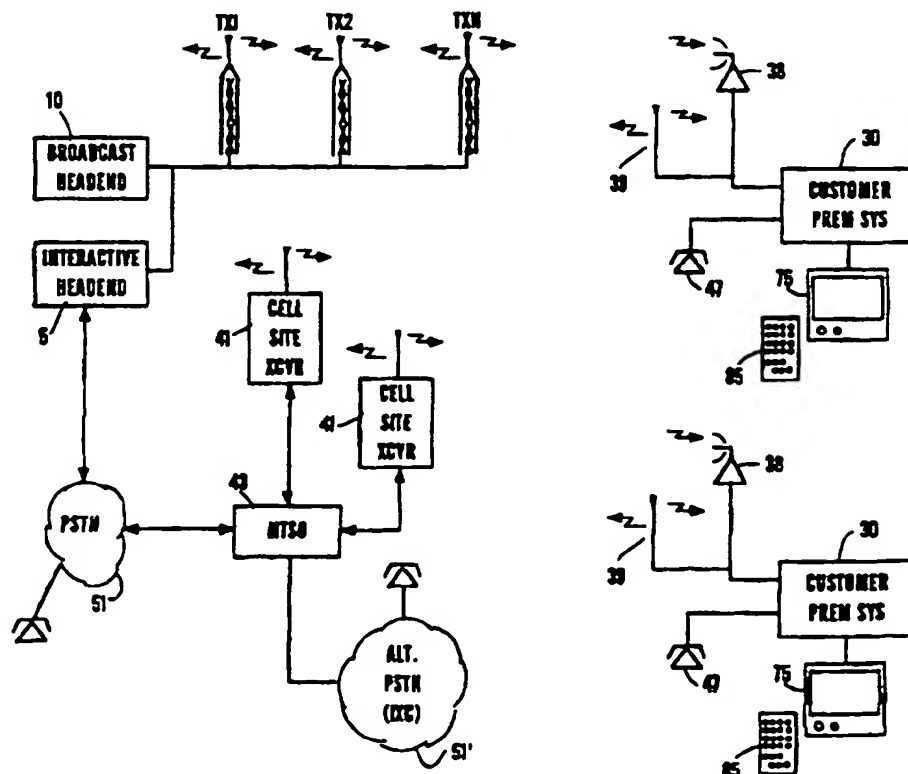 TX1 TX2 TXN
10
BROADCAST
HEADEND
INTERACTIVE
HEADEND
5
41
CELL
SITE
XCVR
41
CELL
SITE
XCVR
43
MTSO
PSTN
51
ALT.
PSTN
(IXC)
51'
38
39
30
CUSTOMER
PREM SYS
47
75
85
38
39
30
CUSTOMER
PREM SYS
47
75
85